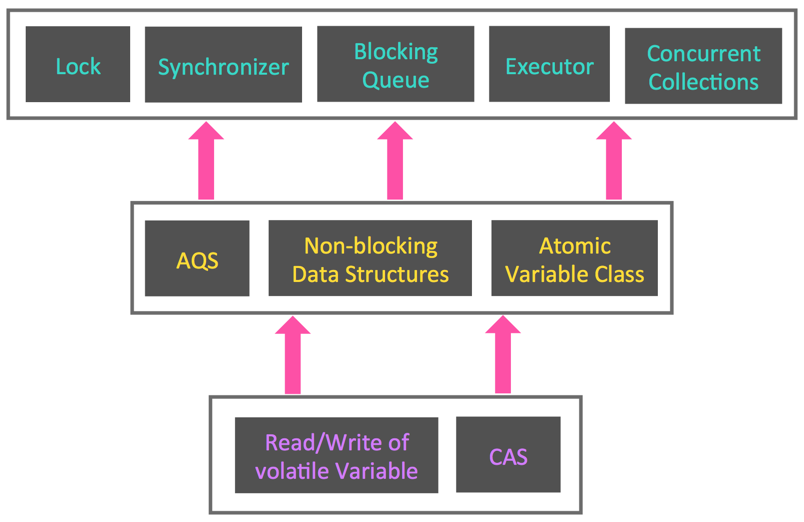 Lock
Synchronizer
Blocking
Queue
Executor
Concurrent
Collections
AQS
Non-blocking
Data Structures
Atomic
Variable Class
Read/Write of
volatile Variable
CAS